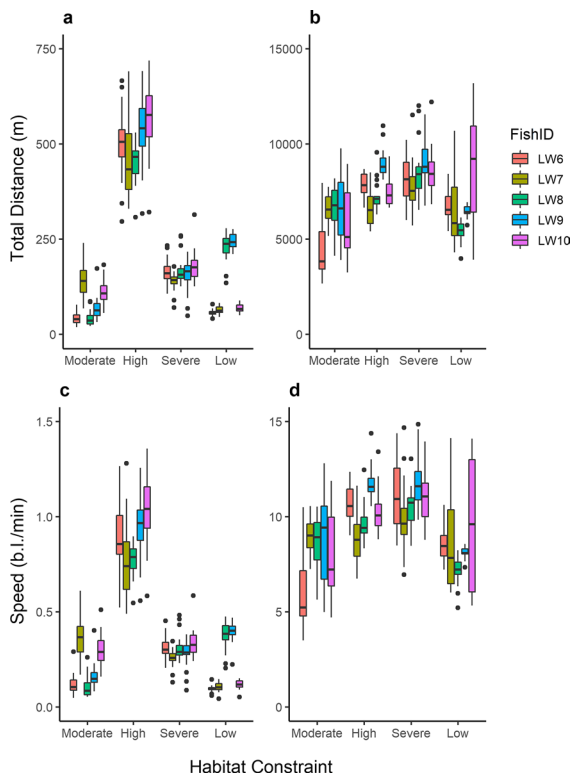 a
b
Total Distance (m)
750
500
250
0
Moderate High Severe Low
15000
10000
5000
0
Moderate High Severe Low
FishID
LW6
LW7
LW8
LW9
LW10
c
d
Speed (b.l./min)
1.5
1.0
0.5
0.0
Moderate High Severe Low
15
10
5
0
Moderate High Severe Low
Habitat Constraint